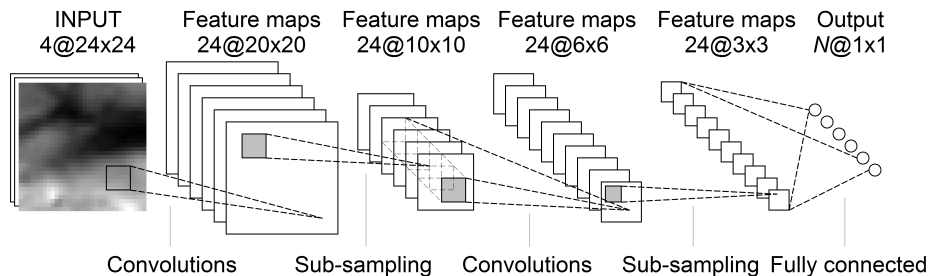 INPUT
4@24x24
Feature maps
24@20x20
Feature maps
24@10x10
Feature maps
24@6x6
Feature maps
24@3x3
Output
N@1x1
Convolutions
Sub-sampling
Convolutions
Sub-sampling
Fully connected